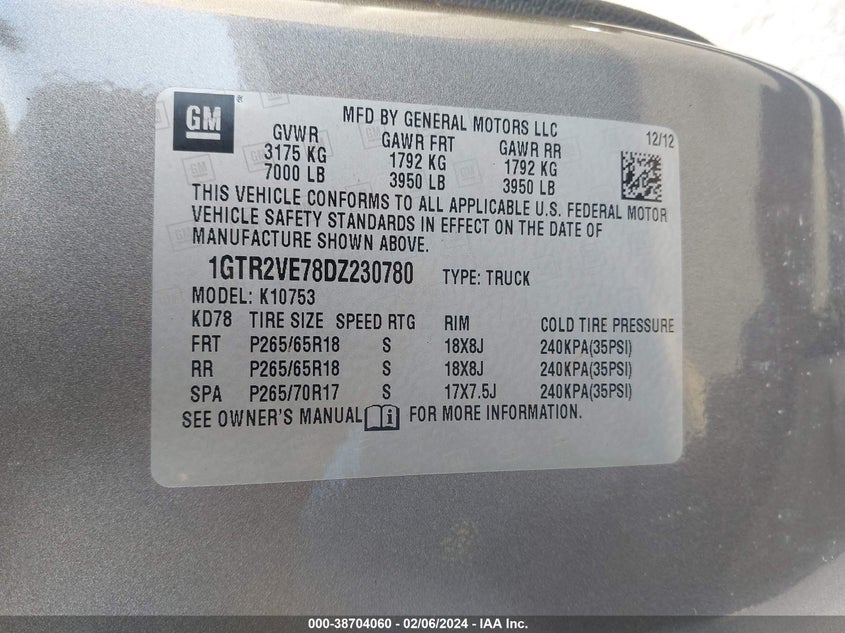 GM
MFD BY GENERAL MOTORS LLC
12/12
GVWR GAWR FRT GAWR RR
3175 KG 1792 KG 1792 KG
7000 LB 3950 LB 3950 LB
THIS VEHICLE CONFORMS TO ALL APPLICABLE U.S. FEDERAL MOTOR
VEHICLE SAFETY STANDARDS IN EFFECT ON THE DATE OF
MANUFACTURE SHOWN ABOVE.
1GTR2VE78DZ230780 TYPE: TRUCK
MODEL: K10753
KD78 TIRE SIZE SPEED RTG RIM COLD TIRE PRESSURE
FRT P265/65R18 S 18X8J 240KPA(35PSI)
RR P265/65R18 S 18X8J 240KPA(35PSI)
SPA P265/70R17 S 17X7.5J 240KPA(35PSI)
SEE OWNER'S MANUAL i FOR MORE INFORMATION.
000-38704060 - 02/06/2024 - IAA Inc.